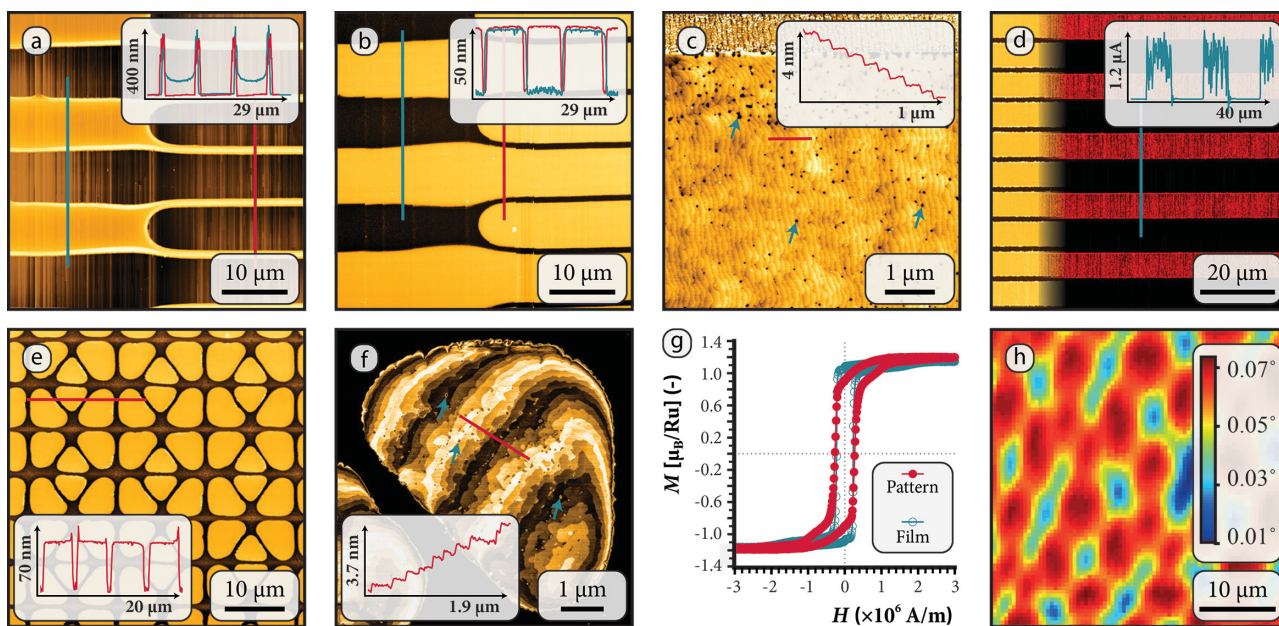 a
400 nm
29 µm
10 µm
b
50 nm
29 µm
10 µm
c
4 nm
1 µm
1 µm
d
1.2 µA
40 µm
20 µm
e
70 nm
20 µm
10 µm
f
3.7 nm
1.9 µm
1 µm
g
M [µB/Ru] (-)
1.4
1.0
0.6
0.2
-0.2
-0.6
-1.0
-1.4
Pattern
Film
-3 -2 -1 0 1 2 3
H (×10⁶ A/m)
h
0.07°
0.05°
0.03°
0.01°
10 µm